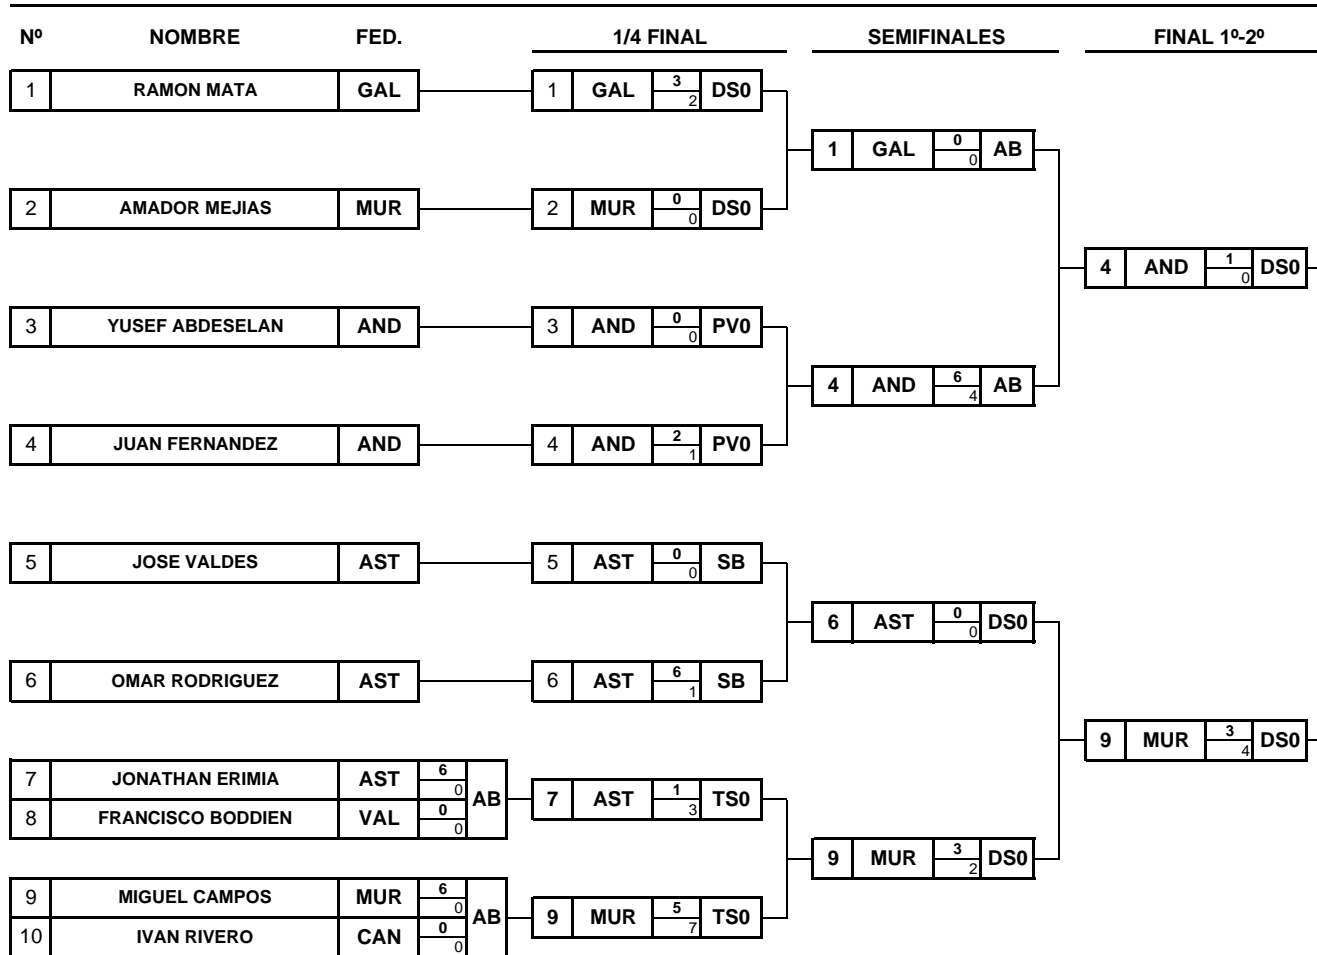 Nº NOMBRE FED. 1/4 FINAL SEMIFINALES FINAL 1º-2º
1 RAMON MATA GAL 1 GAL 3 2 DS0
1 GAL 0 0 AB
2 AMADOR MEJIAS MUR 2 MUR 0 0 DS0
4 AND 1 0 DS0
3 YUSEF ABDESELAN AND 3 AND 0 0 PV0
4 AND 6 4 AB
4 JUAN FERNANDEZ AND 4 AND 2 1 PV0
5 JOSE VALDES AST 5 AST 0 0 SB
6 AST 0 0 DS0
6 OMAR RODRIGUEZ AST 6 AST 6 1 SB
9 MUR 3 4 DS0
7 JONATHAN ERIMIA AST 6 0 AB 7 AST 1 3 TS0
8 FRANCISCO BODDIEN VAL 0 0
9 MUR 3 2 DS0
9 MIGUEL CAMPOS MUR 6 0 AB 9 MUR 5 7 TS0
10 IVAN RIVERO CAN 0 0